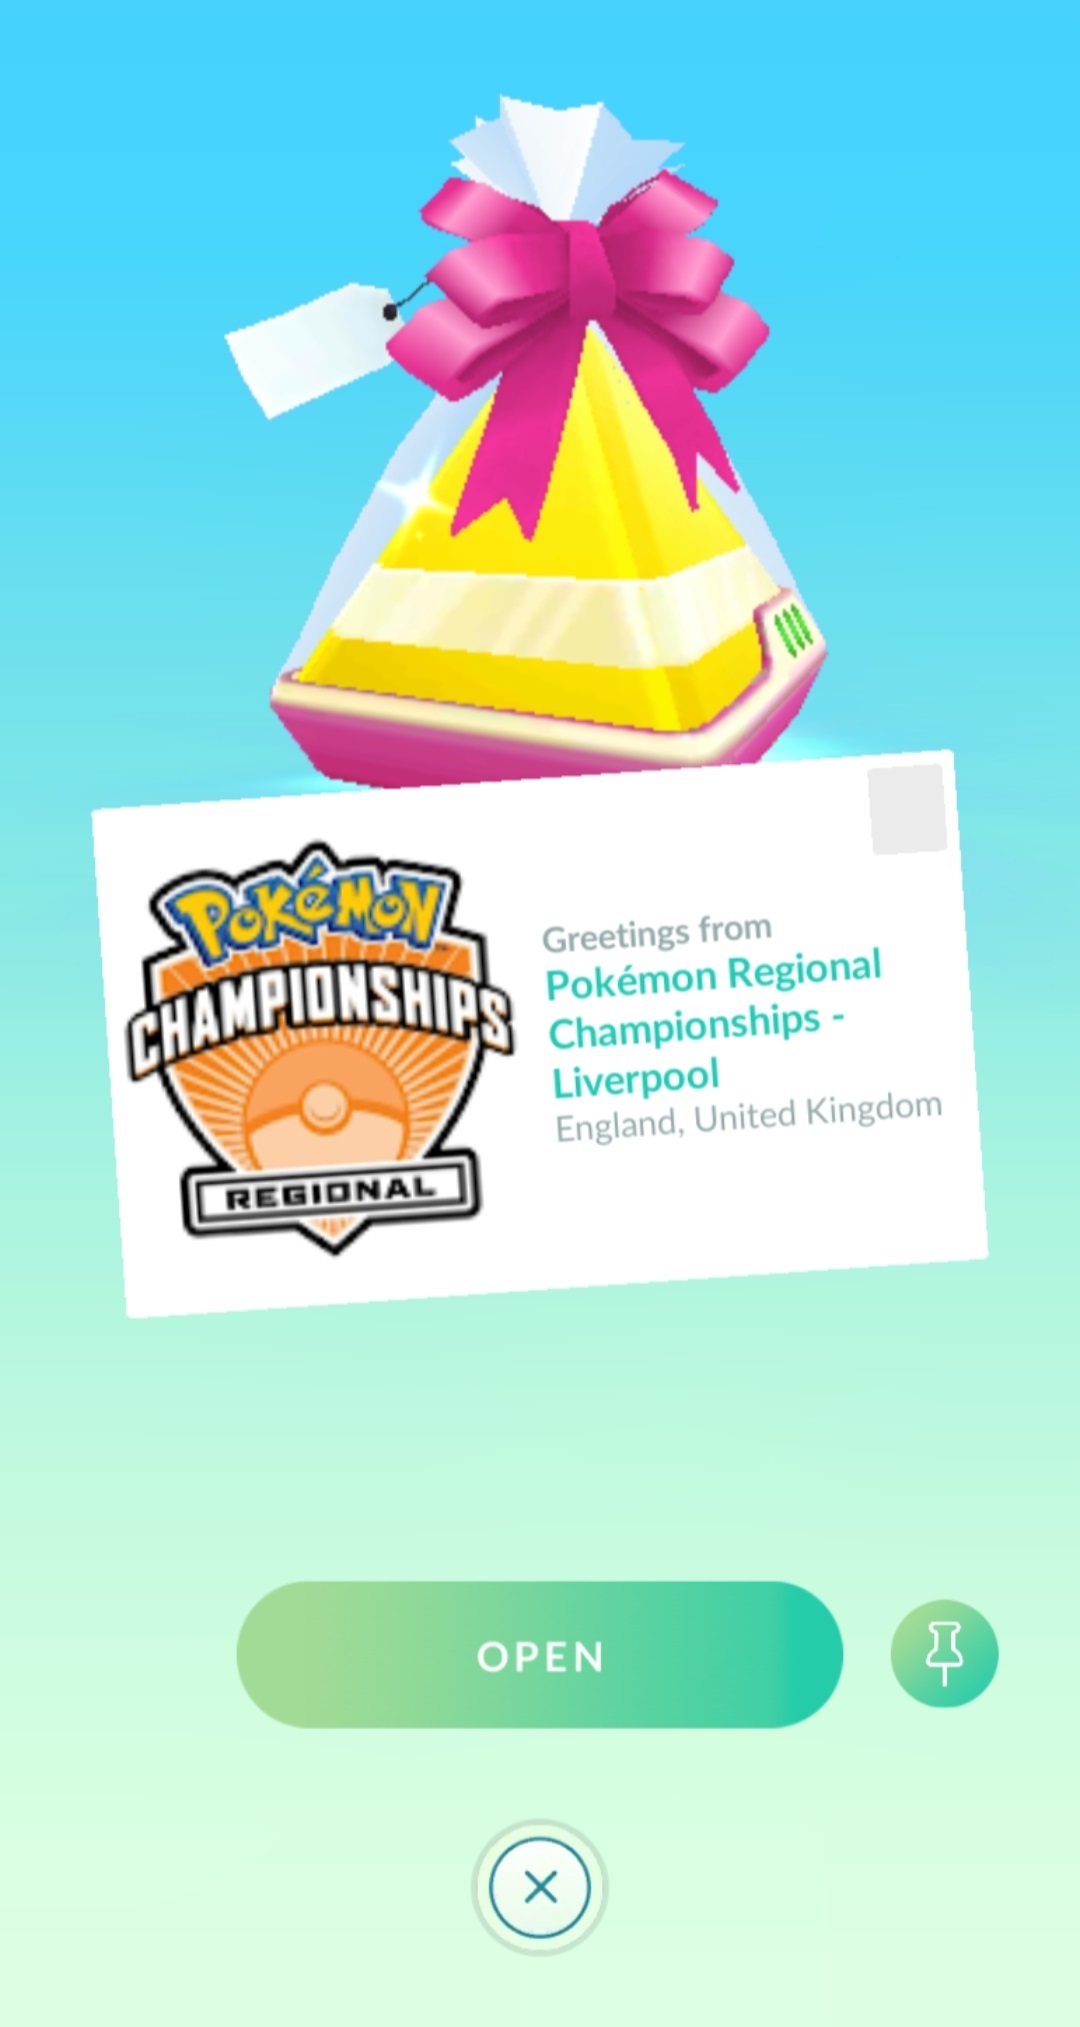 Pokémon
CHAMPIONSHIPS
REGIONAL
Greetings from
Pokémon Regional
Championships -
Liverpool
England, United Kingdom
OPEN